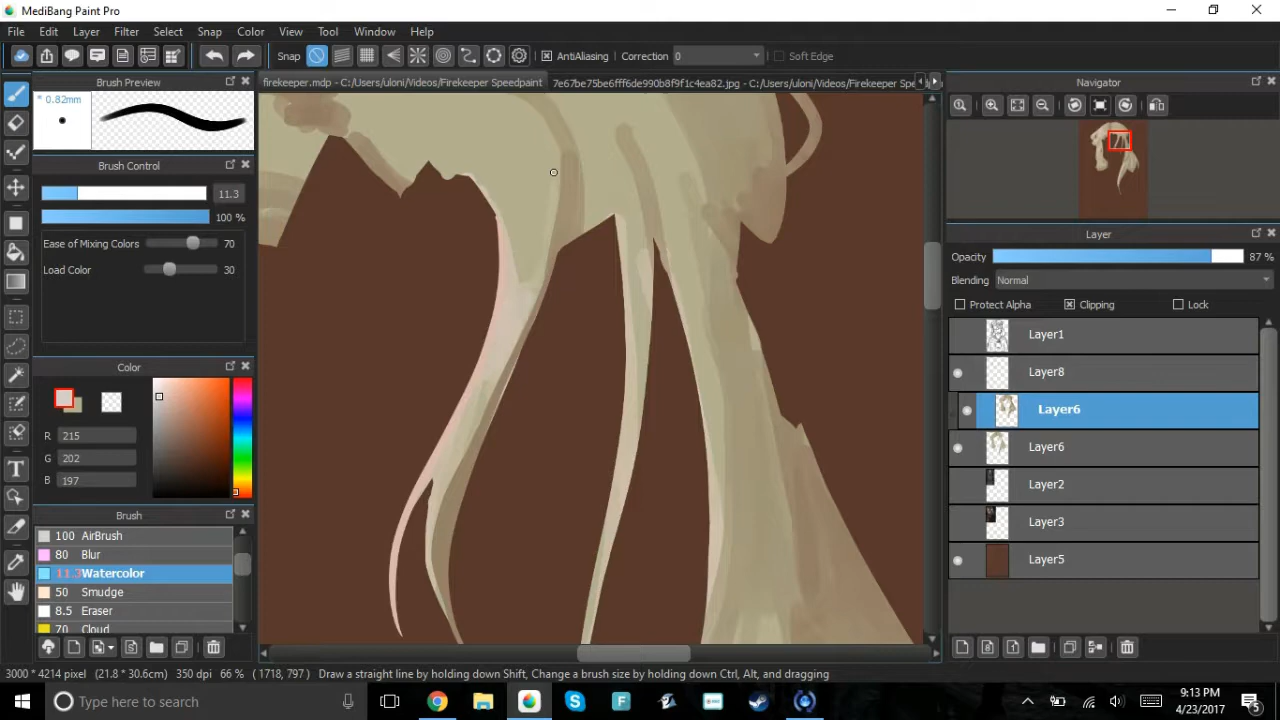 MediBang Paint Pro
File Edit Layer Filter Select Snap Color View Tool Window Help
Snap AntiAliasing Correction 0 Soft Edge
Brush Preview
firekeeper.mdp - C:/Users/uloni/Videos/Firekeeper Speedpaint
7e67be75be6fff6de990b8f9f1c4ea82.jpg - C:/Users/uloni/Videos/Firekeeper Spe
Navigator
* 0.82mm
Brush Control
11.3
100 %
Ease of Mixing Colors 70
Load Color 30
Layer
Opacity 87 %
Blending Normal
Protect Alpha Clipping Lock
Layer1
Layer8
Layer6
Layer6
Layer2
Layer3
Layer5
Color
R 215
G 202
B 197
Brush
100 AirBrush
80 Blur
11.3 Watercolor
50 Smudge
8.5 Eraser
70 Cloud
3000 * 4214 pixel (21.8 * 30.6cm) 350 dpi 66 % ( 1718, 797 ) Draw a straight line by holding down Shift, Change a brush size by holding down Ctrl, Alt, and dragging
Type here to search
9:13 PM
4/23/2017
5